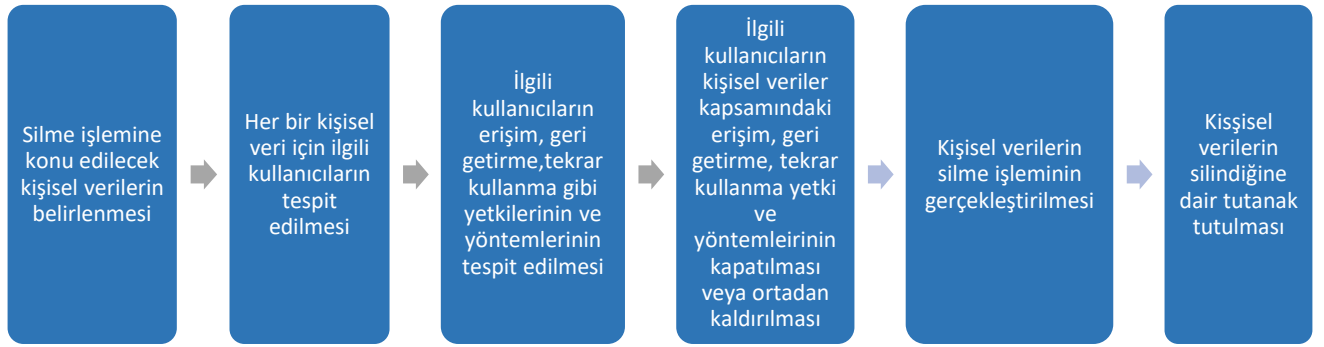 Silme işlemine
konu edilecek
kişisel verilerin
belirlenmesi
Her bir kişisel
veri için ilgili
kullanıcıların
tespit
edilmesi
İlgili
kullanıcıların
erişim, geri
getirme,tekrar
kullanma gibi
yetkilerinin ve
yöntemlerinin
tespit edilmesi
İlgili
kullanıcıların
kişisel veriler
kapsamındaki
erişim, geri
getirme, tekrar
kullanma yetki
ve
yöntemleirinin
kapatılması
veya ortadan
kaldırılması
Kişisel verilerin
silme işleminin
gerçekleştirilmesi
Kisşisel
verilerin
silindiğine
dair tutanak
tutulması